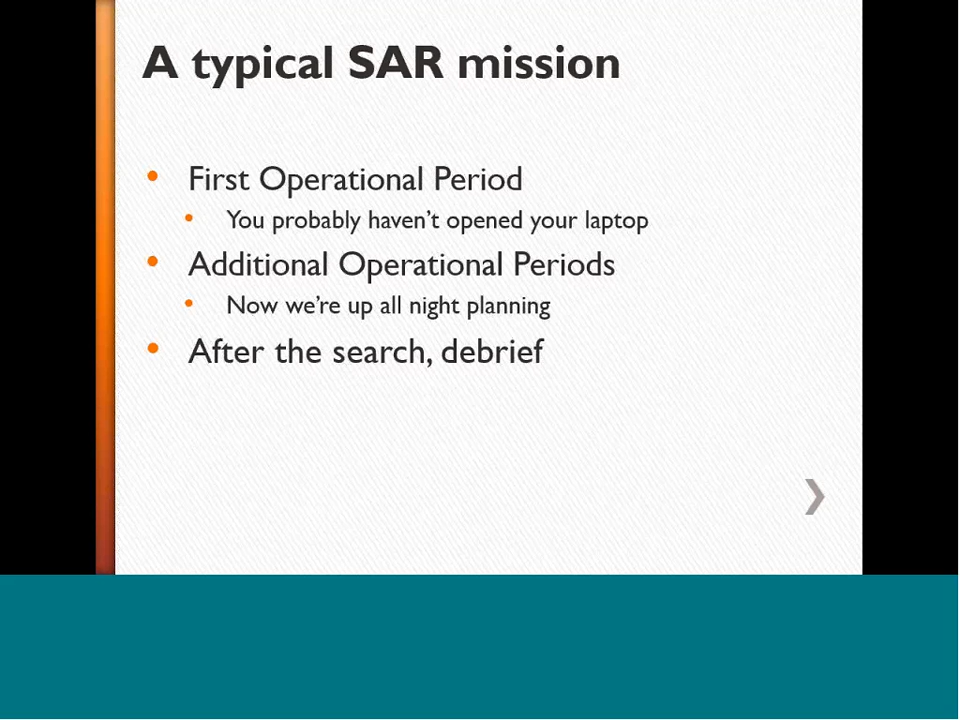 A typical SAR mission
• First Operational Period
• You probably haven’t opened your laptop
• Additional Operational Periods
• Now we’re up all night planning
• After the search, debrief